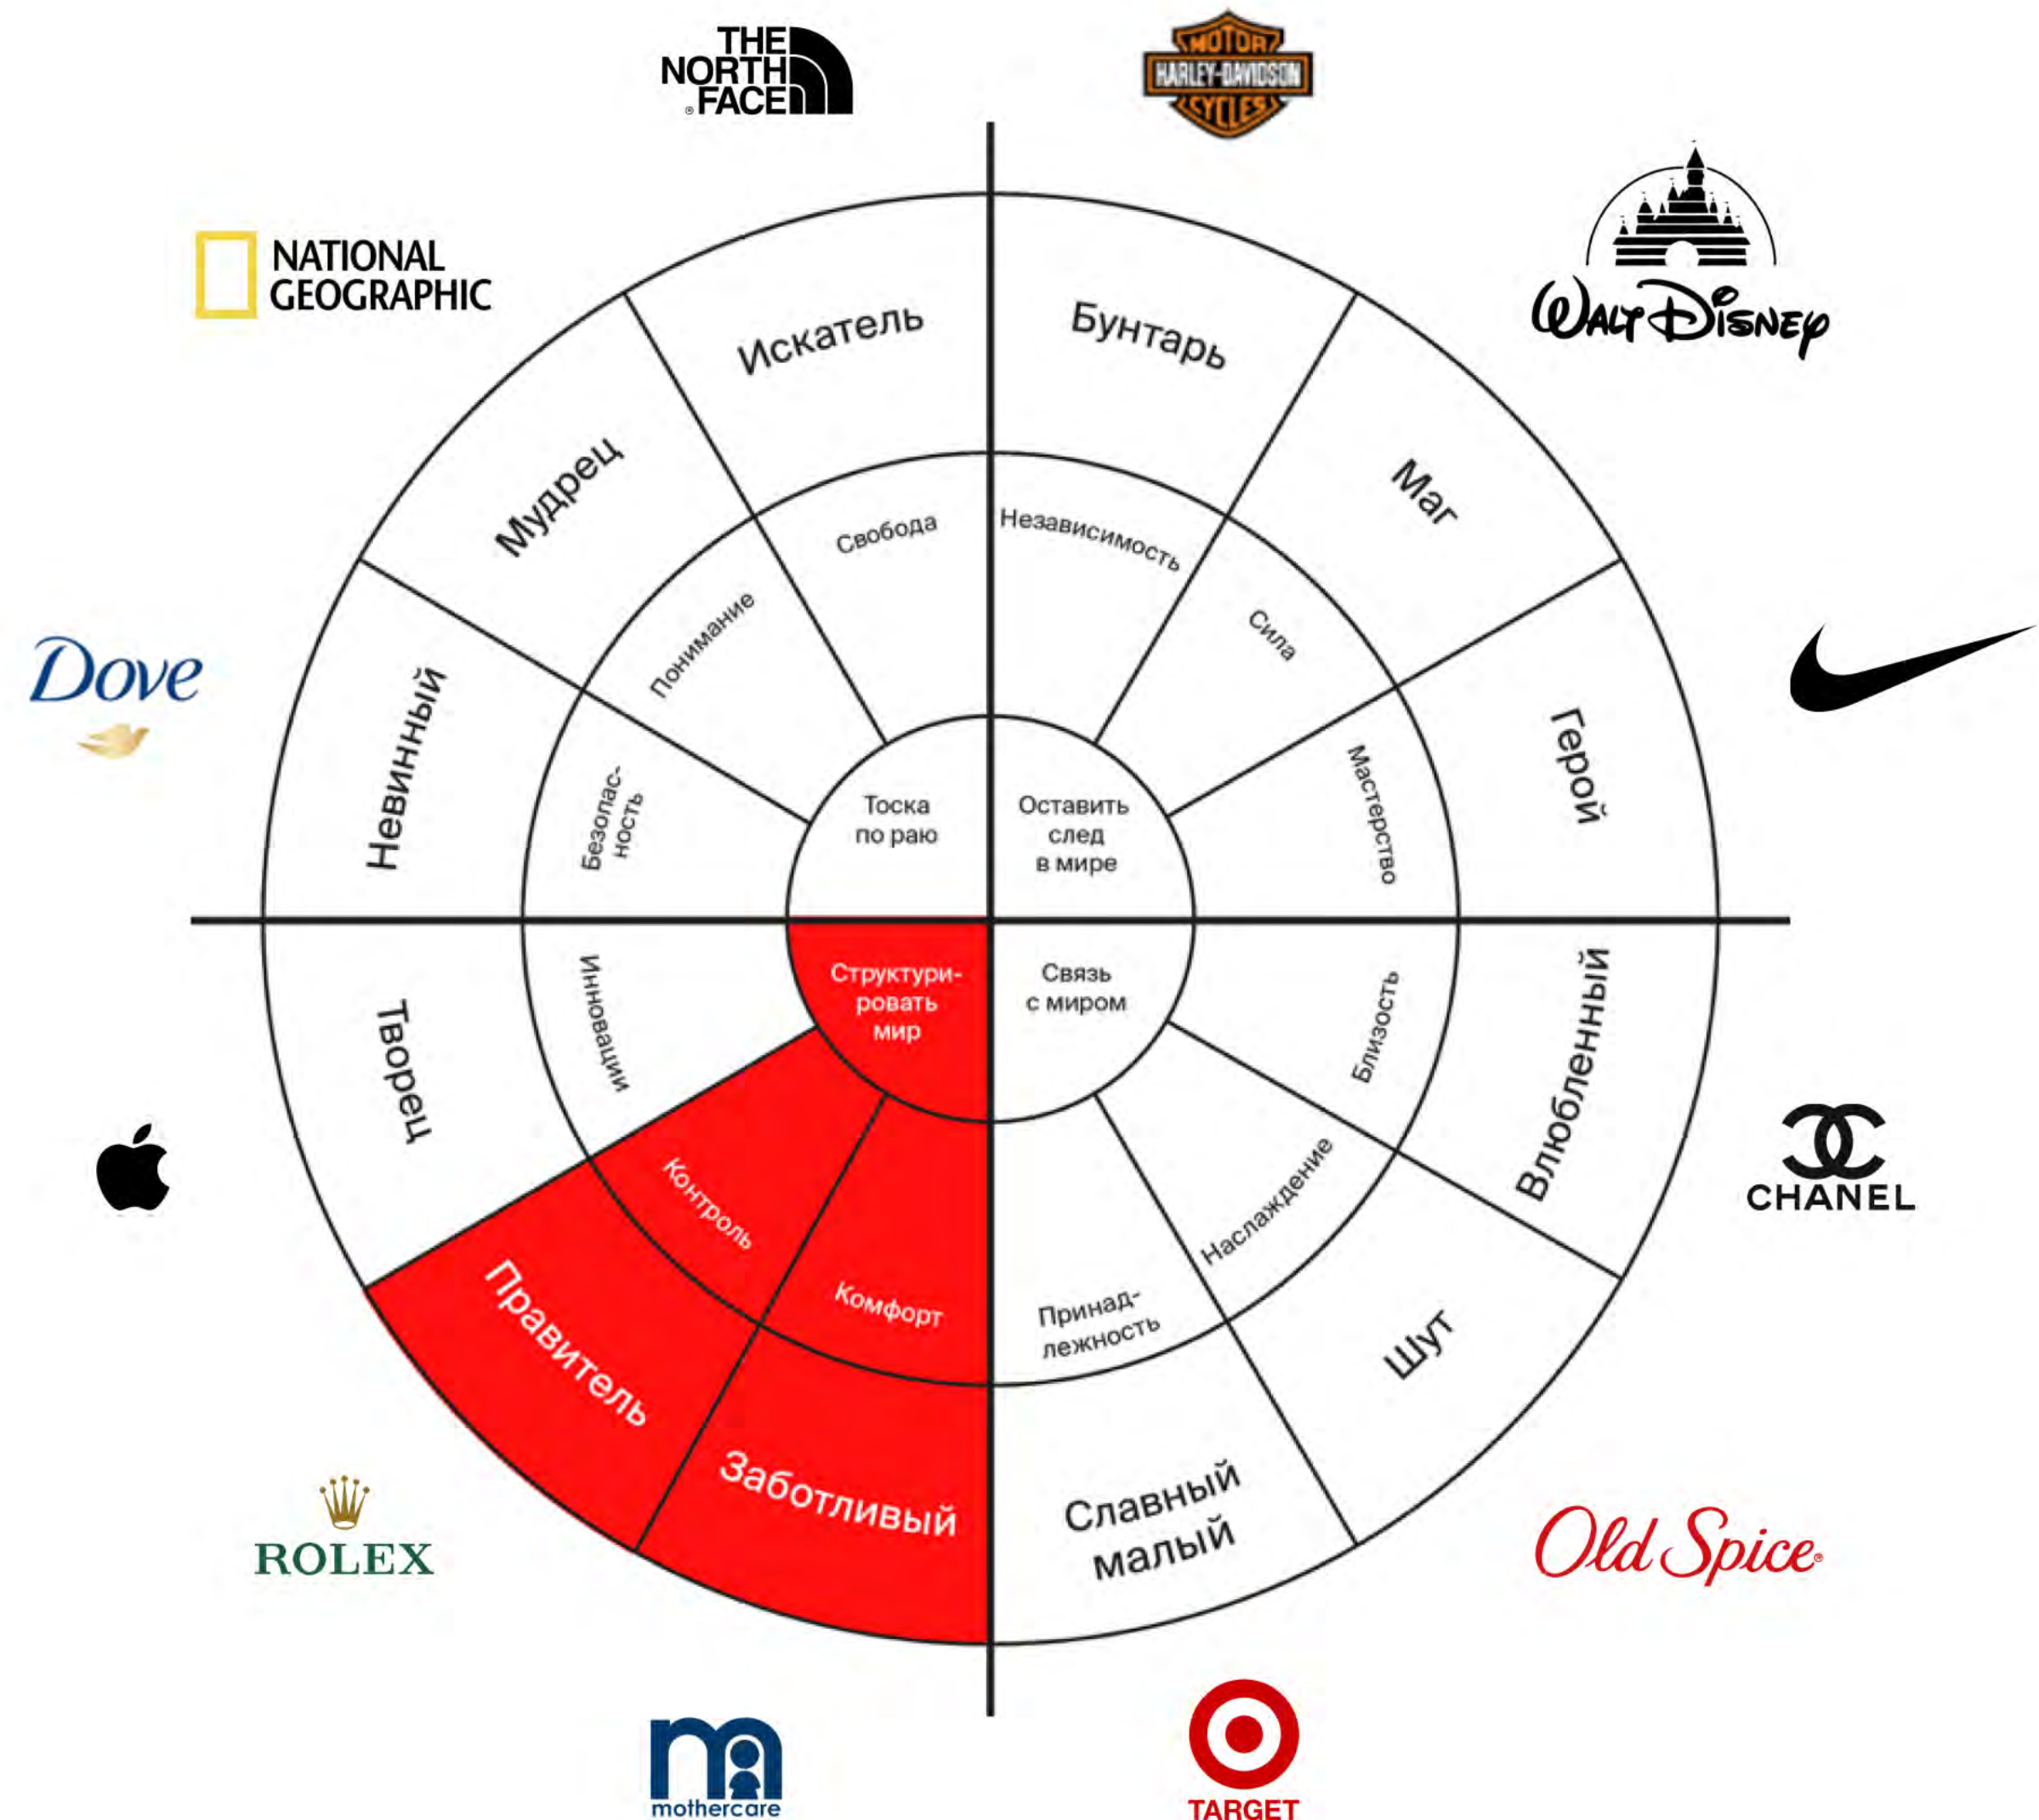 THE
NORTH
® FACE
MOTOR
HARLEY-DAVIDSON
CYCLES
NATIONAL
GEOGRAPHIC
WALT DISNEY
Искатель
Бунтарь
Мудрец
Маг
Свобода
Независимость
Понимание
Сила
Dove
Невинный
Герой
Безопас-
ность
Мастерство
Тоска
по раю
Оставить
след
в мире
Структури-
ровать
мир
Связь
с миром
Творец
Инновации
Близость
Влюбленный
CHANEL
Контроль
Наслаждение
Комфорт
Принад-
лежность
Правитель
Шут
Заботливый
Славный
малый
ROLEX
Old Spice®
mothercare
TARGET